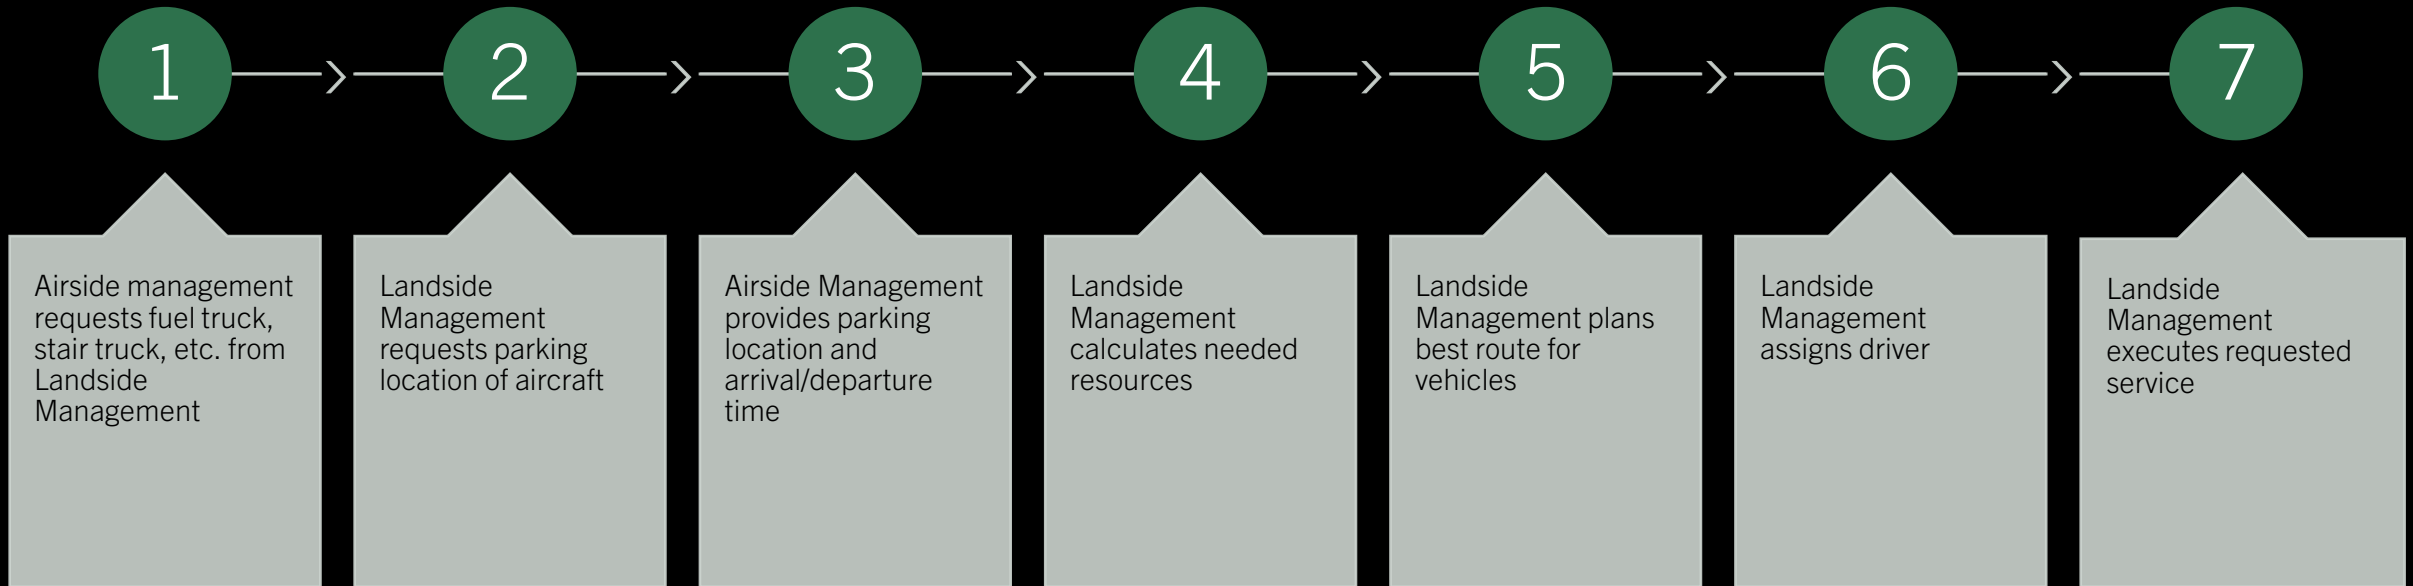 1
2
3
4
5
6
7
Airside management
requests fuel truck,
stair truck, etc. from
Landside
Management
Landside
Management
requests parking
location of aircraft
Airside Management
provides parking
location and
arrival/departure
time
Landside
Management
calculates needed
resources
Landside
Management plans
best route for
vehicles
Landside
Management
assigns driver
Landside
Management
executes requested
service